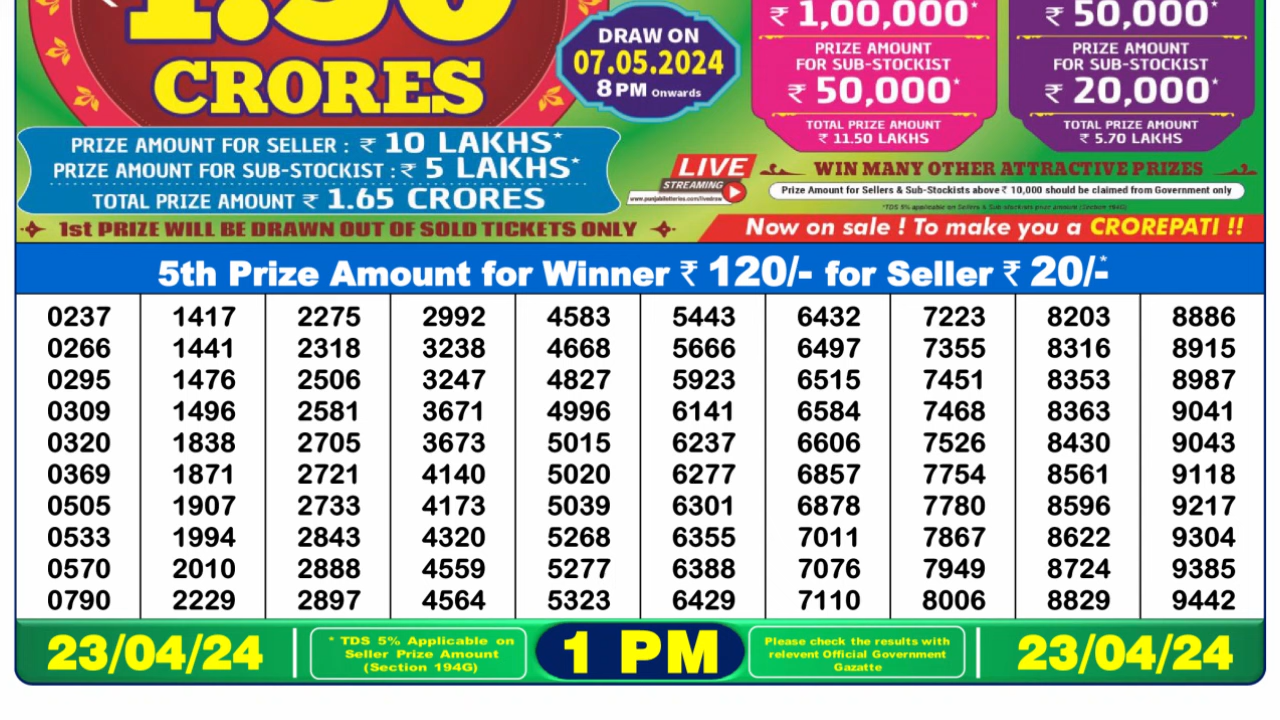 1.50
CRORES
PRIZE AMOUNT FOR SELLER : ₹ 10 LAKHS*
PRIZE AMOUNT FOR SUB-STOCKIST : ₹ 5 LAKHS*
TOTAL PRIZE AMOUNT ₹ 1.65 CRORES
DRAW ON
07.05.2024
8 PM Onwards
₹ 1,00,000*
PRIZE AMOUNT
FOR SUB-STOCKIST
₹ 50,000*
TOTAL PRIZE AMOUNT
₹ 11.50 LAKHS
₹ 50,000*
PRIZE AMOUNT
FOR SUB-STOCKIST
₹ 20,000*
TOTAL PRIZE AMOUNT
₹ 5.70 LAKHS
LIVE
STREAMING
www.punjablotteries.com/livedraw
WIN MANY OTHER ATTRACTIVE PRIZES
Prize Amount for Sellers & Sub-Stockists above ₹ 10,000 should be claimed from Government only
1st PRIZE WILL BE DRAWN OUT OF SOLD TICKETS ONLY
Now on sale ! To make you a CROREPATI !!
5th Prize Amount for Winner ₹ 120/- for Seller ₹ 20/-*
0237 1417 2275 2992 4583 5443 6432 7223 8203 8886
0266 1441 2318 3238 4668 5666 6497 7355 8316 8915
0295 1476 2506 3247 4827 5923 6515 7451 8353 8987
0309 1496 2581 3671 4996 6141 6584 7468 8363 9041
0320 1838 2705 3673 5015 6237 6606 7526 8430 9043
0369 1871 2721 4140 5020 6277 6857 7754 8561 9118
0505 1907 2733 4173 5039 6301 6878 7780 8596 9217
0533 1994 2843 4320 5268 6355 7011 7867 8622 9304
0570 2010 2888 4559 5277 6388 7076 7949 8724 9385
0790 2229 2897 4564 5323 6429 7110 8006 8829 9442
23/04/24
* TDS 5% Applicable on
Seller Prize Amount
(Section 194G)
1 PM
Please check the results with
relevent Official Government
Gazatte
23/04/24